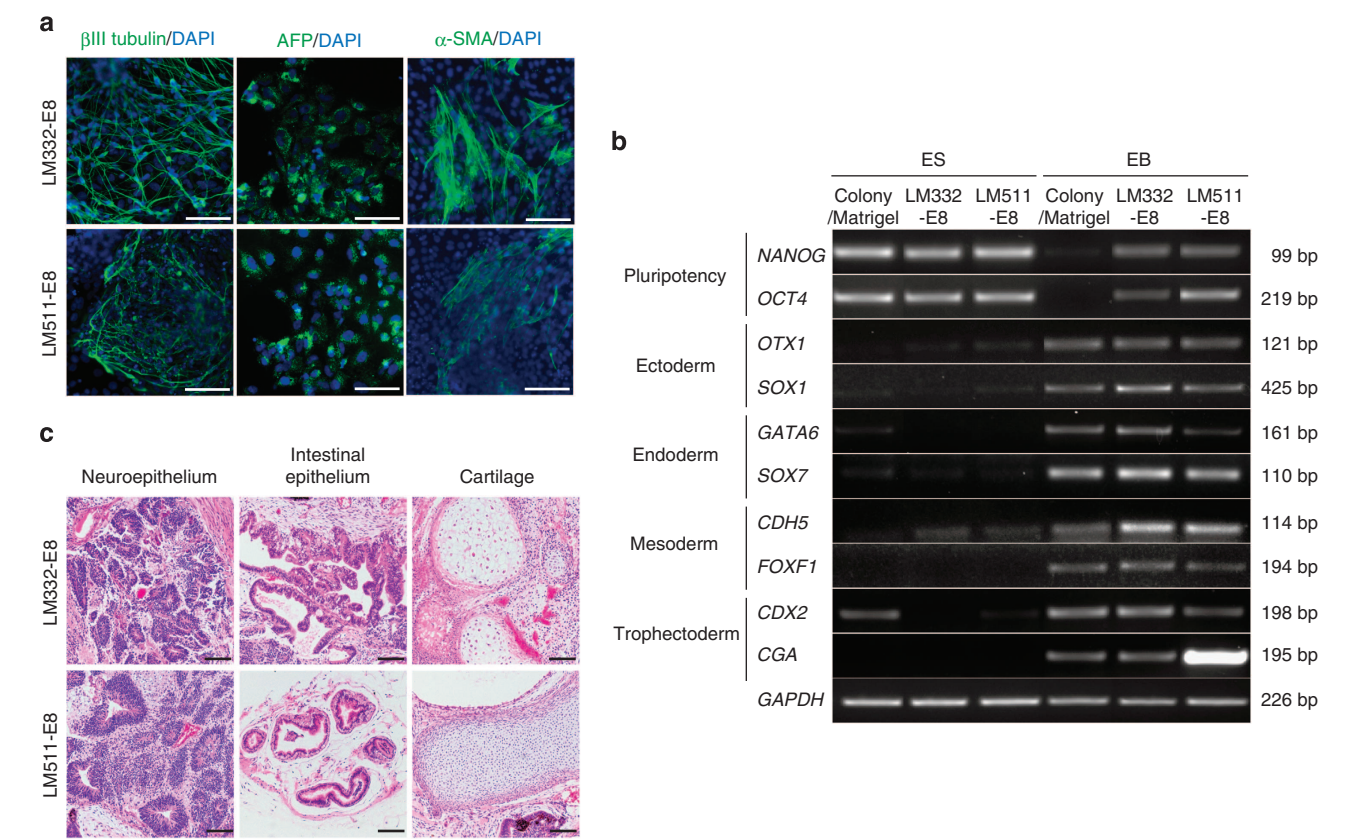 a
βIII tubulin/DAPI
AFP/DAPI
α-SMA/DAPI
LM332-E8
LM511-E8
b
ES
EB
Colony
/Matrigel
LM332
-E8
LM511
-E8
Colony
/Matrigel
LM332
-E8
LM511
-E8
Pluripotency
NANOG
99 bp
OCT4
219 bp
Ectoderm
OTX1
121 bp
SOX1
425 bp
Endoderm
GATA6
161 bp
SOX7
110 bp
Mesoderm
CDH5
114 bp
FOXF1
194 bp
Trophectoderm
CDX2
198 bp
CGA
195 bp
GAPDH
226 bp
c
Neuroepithelium
Intestinal
epithelium
Cartilage
LM332-E8
LM511-E8